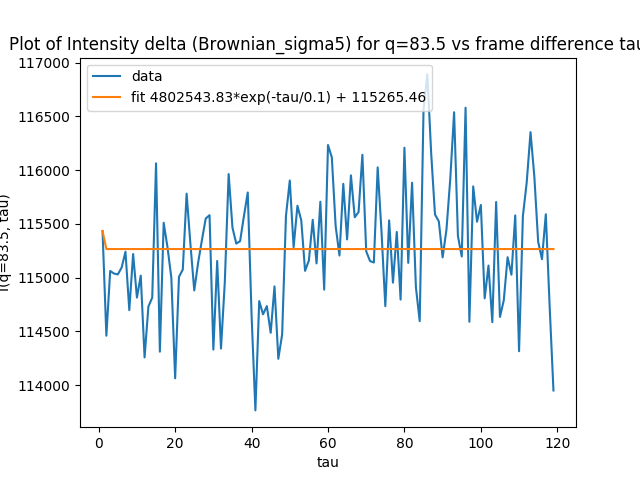 Plot of Intensity delta (Brownian_sigma5) for q=83.5 vs frame difference tau
data
fit 4802543.83*exp(-tau/0.1) + 115265.46
117000
116500
116000
115500
115000
114500
114000
I(q=83.5, tau)
0
20
40
60
80
100
120
tau